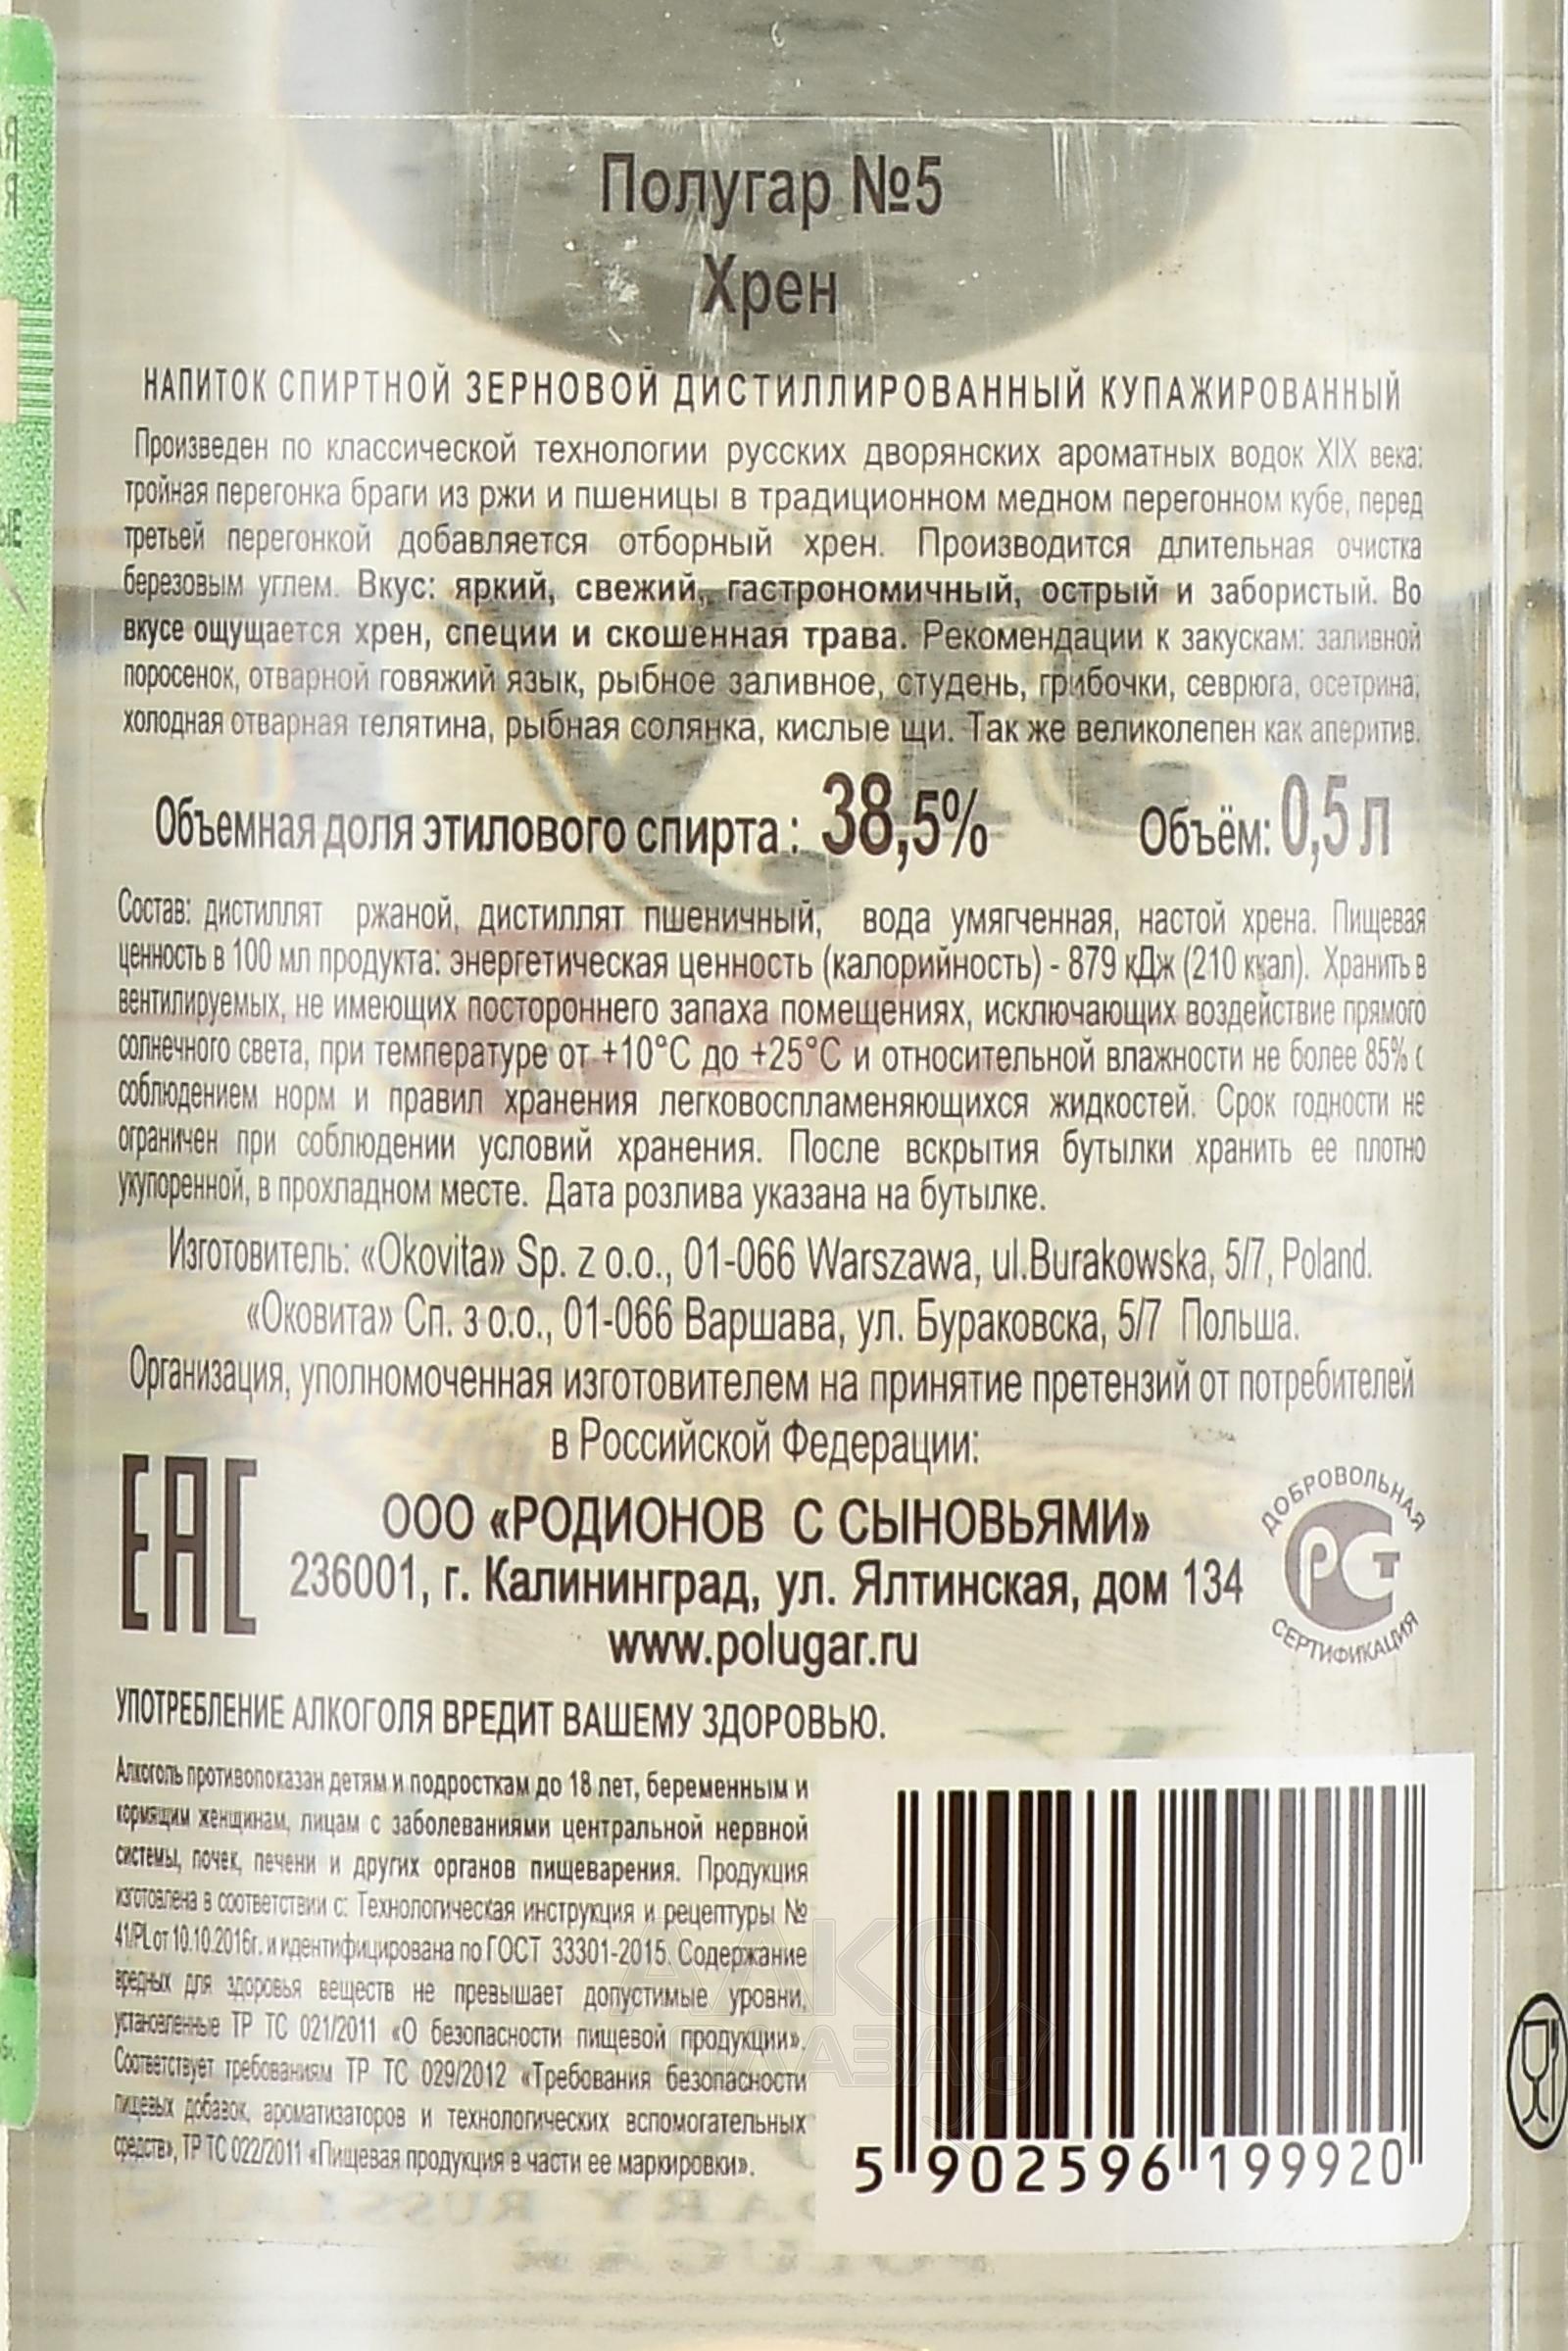 Полугар №5
Хрен
НАПИТОК СПИРТНОЙ ЗЕРНОВОЙ ДИСТИЛЛИРОВАННЫЙ КУПАЖИРОВАННЫЙ
Произведен по классической технологии русских дворянских ароматных водок XIX века:
тройная перегонка браги из ржи и пшеницы в традиционном медном перегонном кубе, перед
третьей перегонкой добавляется отборный хрен. Производится длительная очистка
березовым углем. Вкус: яркий, свежий, гастрономичный, острый и забористый. Во
вкусе ощущается хрен, специи и скошенная трава. Рекомендации к закускам: заливной
поросенок, отварной говяжий язык, рыбное заливное, студень, грибочки, севрюга, осетрина,
холодная отварная телятина, рыбная солянка, кислые щи. Так же великолепен как аперитив.
Объемная доля этилового спирта : 38,5% Объём: 0,5 л
Состав: дистиллят ржаной, дистиллят пшеничный, вода умягченная, настой хрена. Пищевая
ценность в 100 мл продукта: энергетическая ценность (калорийность) - 879 кДж (210 ккал). Хранить в
вентилируемых, не имеющих постороннего запаха помещениях, исключающих воздействие прямого
солнечного света, при температуре от +10°С до +25°С и относительной влажности не более 85% с
соблюдением норм и правил хранения легковоспламеняющихся жидкостей. Срок годности не
ограничен при соблюдении условий хранения. После вскрытия бутылки хранить ее плотно
укупоренной, в прохладном месте. Дата розлива указана на бутылке.
Изготовитель: «Okovita» Sp. z o.o., 01-066 Warszawa, ul.Burakowska, 5/7, Poland.
«Оковита» Сп. з о.о., 01-066 Варшава, ул. Бураковска, 5/7 Польша.
Организация, уполномоченная изготовителем на принятие претензий от потребителей
в Российской Федерации:
EAC
ООО «РОДИОНОВ С СЫНОВЬЯМИ»
236001, г. Калининград, ул. Ялтинская, дом 134
www.polugar.ru
ДОБРОВОЛЬНАЯ
РСТ
СЕРТИФИКАЦИЯ
УПОТРЕБЛЕНИЕ АЛКОГОЛЯ ВРЕДИТ ВАШЕМУ ЗДОРОВЬЮ.
Алкоголь противопоказан детям и подросткам до 18 лет, беременным и
кормящим женщинам, лицам с заболеваниями центральной нервной
системы, почек, печени и других органов пищеварения. Продукция
изготовлена в соответствии с: Технологическая инструкция и рецептуры №
41/PL от 10.10.2016г. и идентифицирована по ГОСТ 33301-2015. Содержание
вредных для здоровья веществ не превышает допустимые уровни,
установленные ТР ТС 021/2011 «О безопасности пищевой продукции».
Соответствует требованиям ТР ТС 029/2012 «Требования безопасности
пищевых добавок, ароматизаторов и технологических вспомогательных
средств», ТР ТС 022/2011 «Пищевая продукция в части ее маркировки».
5 902596 199920
АЛКО
ПЛАЗА